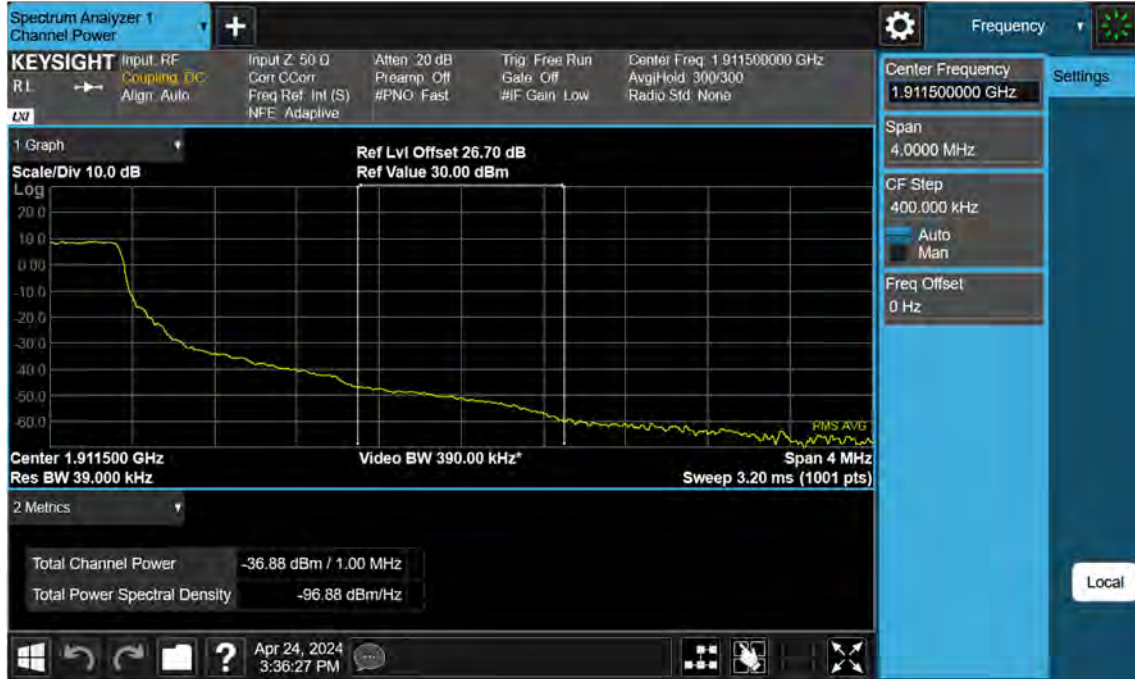 Spectrum Analyzer 1
Channel Power
+
Frequency
KEYSIGHT
Input: RF
Coupling: DC
Align: Auto
Input Z: 50 Ω
Corr CCorr
Freq Ref: Int (S)
NFE: Adaptive
Atten: 20 dB
Preamp: Off
#PNO: Fast
Trig: Free Run
Gate: Off
#IF Gain: Low
Center Freq: 1.911500000 GHz
Avg|Hold: 300/300
Radio Std: None
RL
LXI
Center Frequency
1.911500000 GHz
Settings
Span
4.0000 MHz
CF Step
400.000 kHz
Auto
Man
Freq Offset
0 Hz
1 Graph
Scale/Div 10.0 dB
Ref Lvl Offset 26.70 dB
Ref Value 30.00 dBm
Log
20.0
10.0
0.00
-10.0
-20.0
-30.0
-40.0
-50.0
-60.0
RMS AVG
Center 1.911500 GHz
Video BW 390.00 kHz*
Span 4 MHz
Res BW 39.000 kHz
Sweep 3.20 ms (1001 pts)
2 Metrics
Total Channel Power
-36.88 dBm / 1.00 MHz
Total Power Spectral Density
-96.88 dBm/Hz
Local
?
Apr 24, 2024
3:36:27 PM